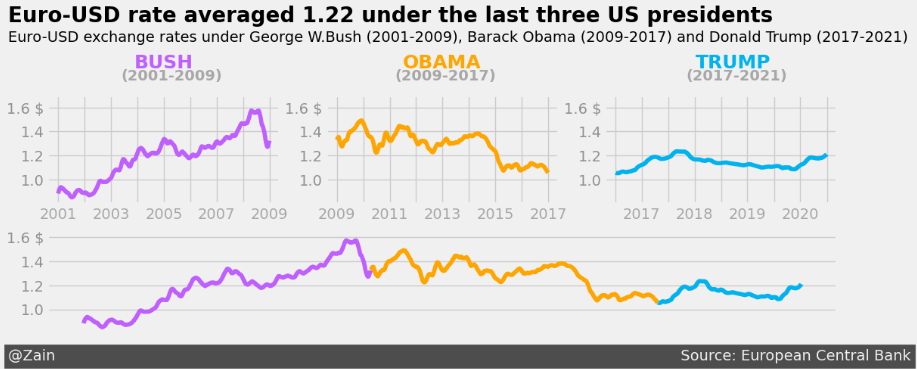 Euro-USD rate averaged 1.22 under the last three US presidents
Euro-USD exchange rates under George W.Bush (2001-2009), Barack Obama (2009-2017) and Donald Trump (2017-2021)
BUSH
(2001-2009)
OBAMA
(2009-2017)
TRUMP
(2017-2021)
1.6 $
1.4
1.2
1.0
2001 2003 2005 2007 2009
1.6 $
1.4
1.2
1.0
2009 2011 2013 2015 2017
1.6 $
1.4
1.2
1.0
2017 2018 2019 2020
1.6 $
1.4
1.2
1.0
@Zain
Source: European Central Bank